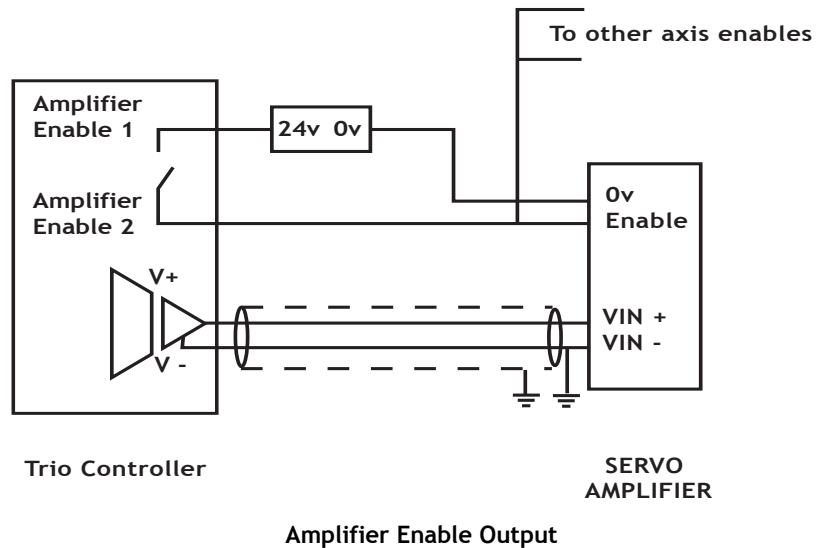 To other axis enables
Amplifier
Enable 1
24v 0v
Amplifier
Enable 2
0v
Enable
V+
V -
VIN +
VIN -
Trio Controller
SERVO
AMPLIFIER
Amplifier Enable Output